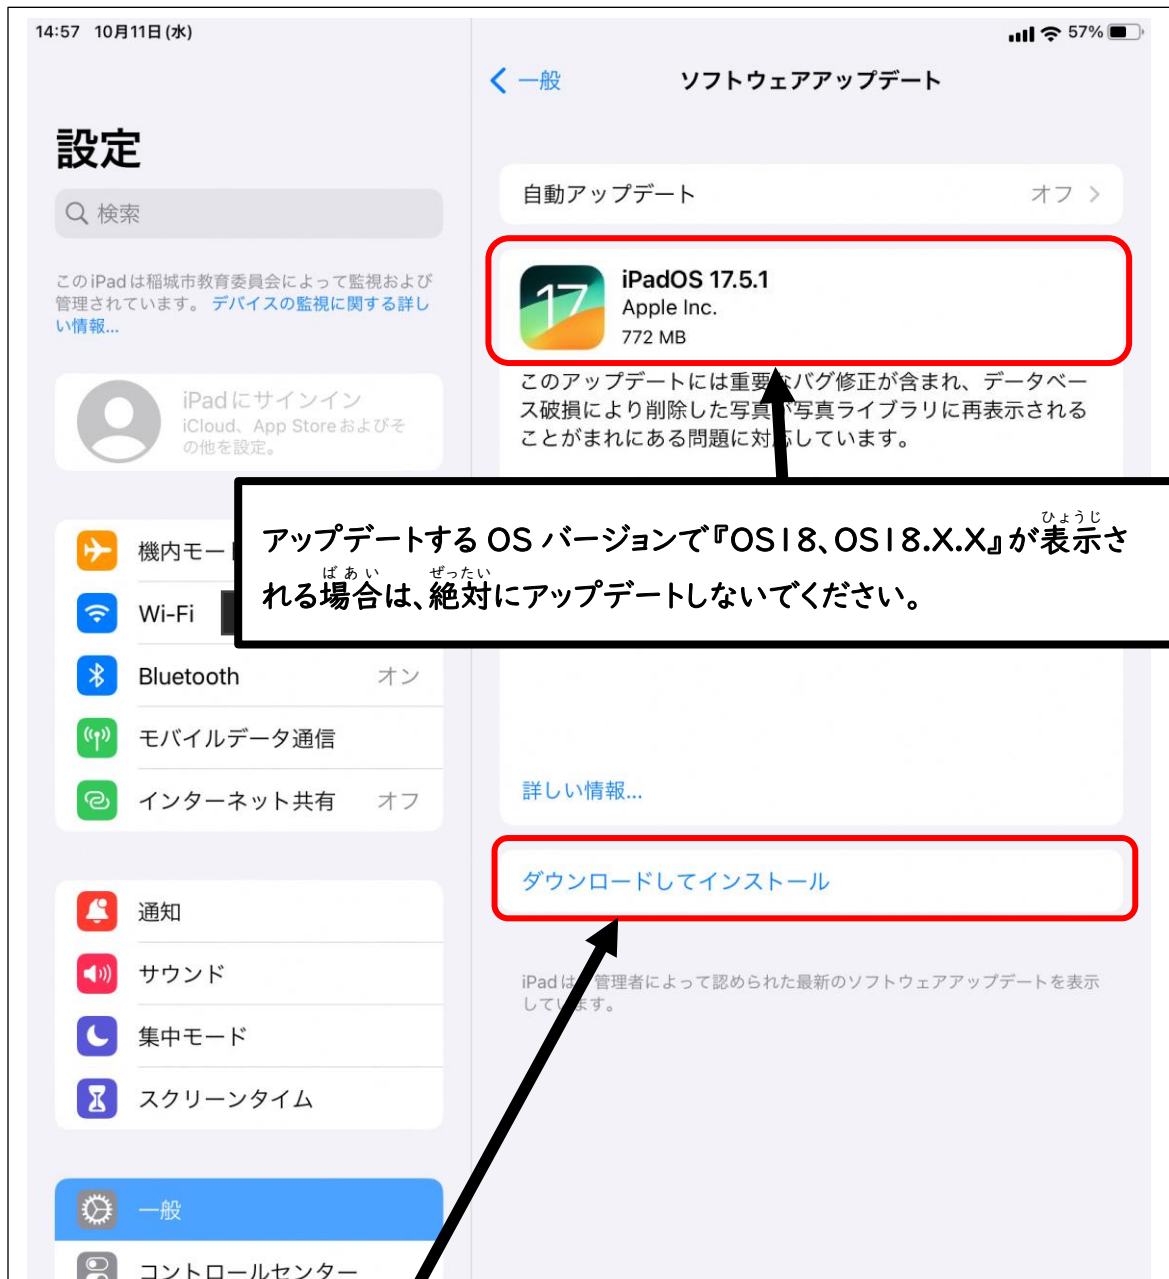 14:57 10月11日(水)
57%
設定
検索
このiPadは稲城市教育委員会によって監視および
管理されています。デバイスの監視に関する詳し
い情報...
iPadにサインイン
iCloud、App Storeおよびそ
の他を設定。
機内モー
Wi-Fi
Bluetooth オン
モバイルデータ通信
インターネット共有 オフ
通知
サウンド
集中モード
スクリーンタイム
一般
コントロールセンター
一般 ソフトウェアアップデート
自動アップデート オフ
17
iPadOS 17.5.1
Apple Inc.
772 MB
このアップデートには重要なバグ修正が含まれ、データベー
ス破損により削除した写真が写真ライブラリに再表示される
ことがまれにある問題に対応しています。
ひょうじ
アップデートする OS バージョンで『OS18、OS18.X.X』が表示さ
ばあい ぜったい
れる場合は、絶対にアップデートしないでください。
詳しい情報...
ダウンロードしてインストール
iPadは、管理者によって認められた最新のソフトウェアアップデートを表示
しています。